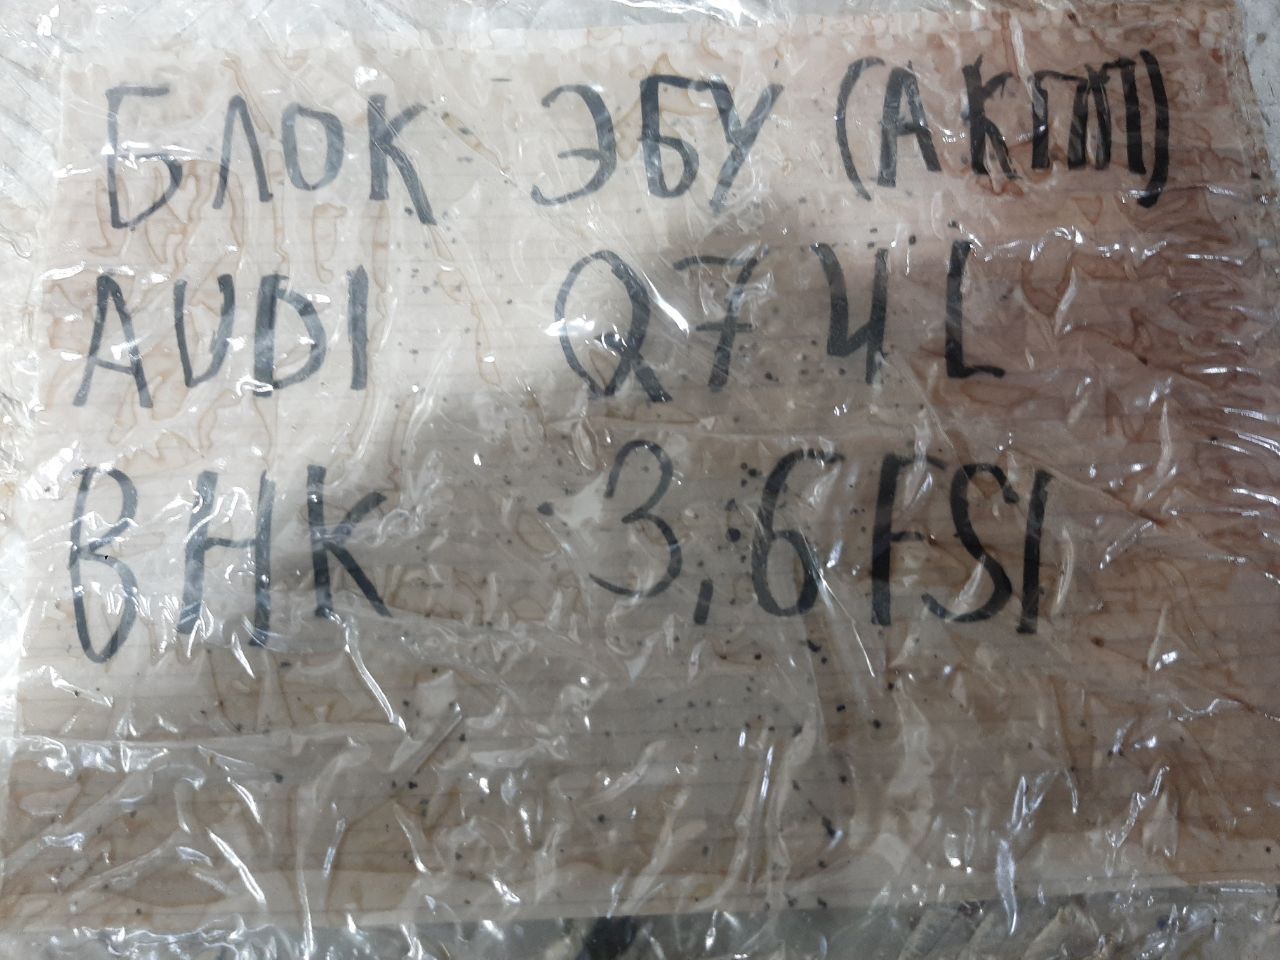 БЛОК ЭБУ (АКПП)
AUDI Q7 4L
BHK 3,6 FSI